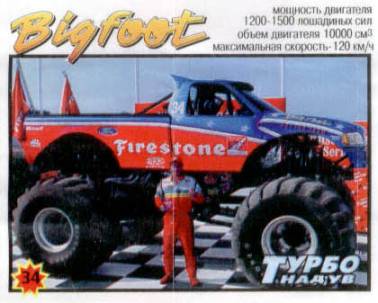 Bigfoot
мощность двигателя
1200-1500 лошадиных сил
объем двигателя 10000 см³
максимальная скорость-120 км/ч
Ford
Firestone
34
ТУРБО
НАДУВ